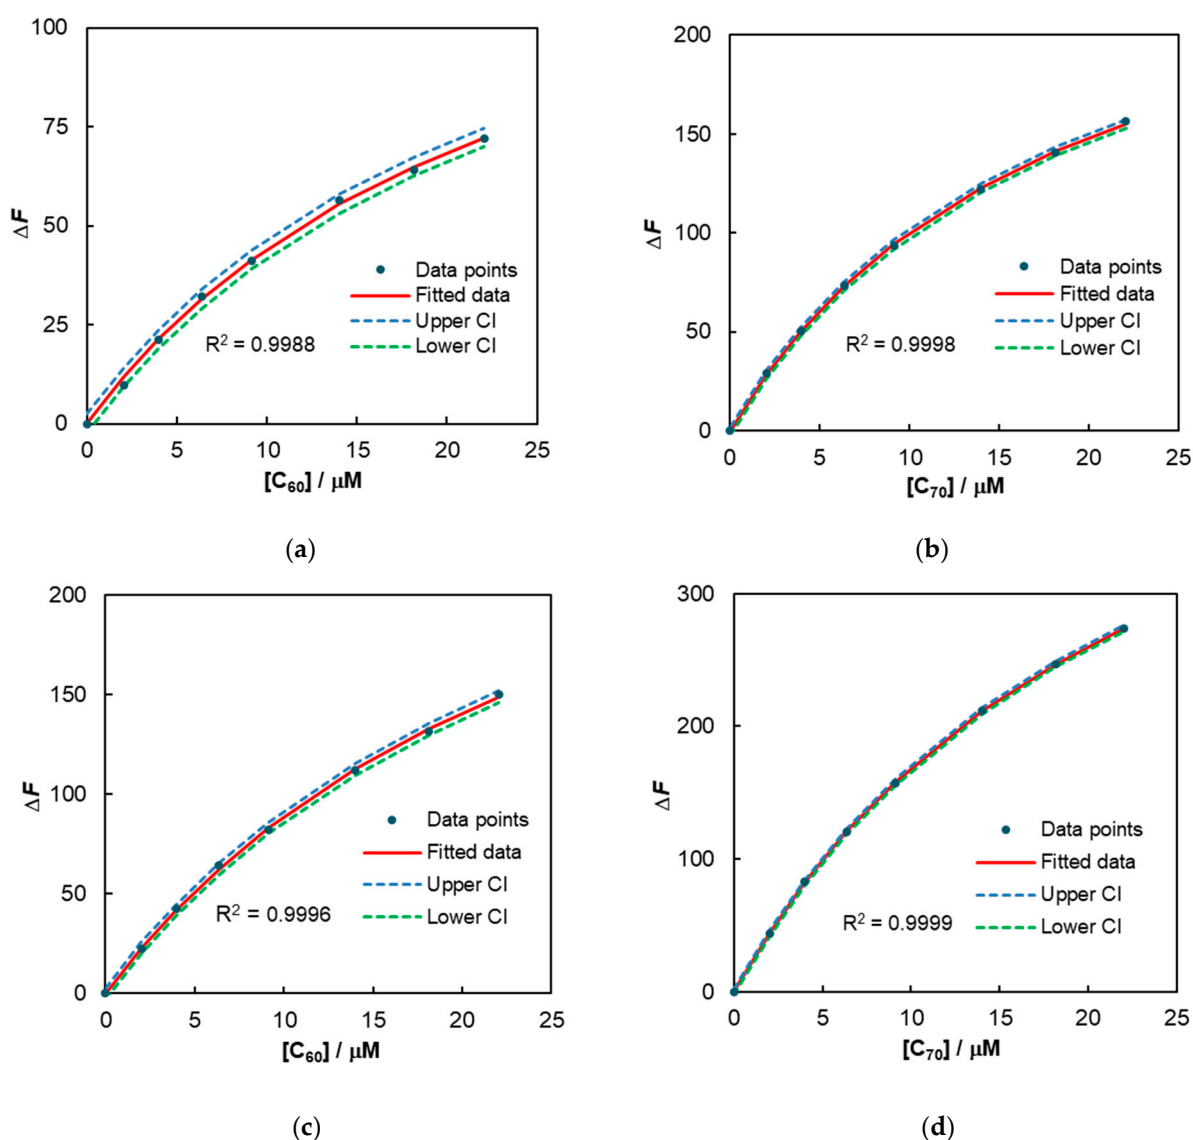 100
75
50
25
0
ΔF
Data points
Fitted data
Upper CI
Lower CI
R² = 0.9988
0 5 10 15 20 25
[C₆₀] / μM
(a)
200
150
100
50
0
ΔF
Data points
Fitted data
Upper CI
Lower CI
R² = 0.9998
0 5 10 15 20 25
[C₇₀] / μM
(b)
200
150
100
50
0
ΔF
Data points
Fitted data
Upper CI
Lower CI
R² = 0.9996
0 5 10 15 20 25
[C₆₀] / μM
(c)
300
200
100
0
ΔF
Data points
Fitted data
Upper CI
Lower CI
R² = 0.9999
0 5 10 15 20 25
[C₇₀] / μM
(d)